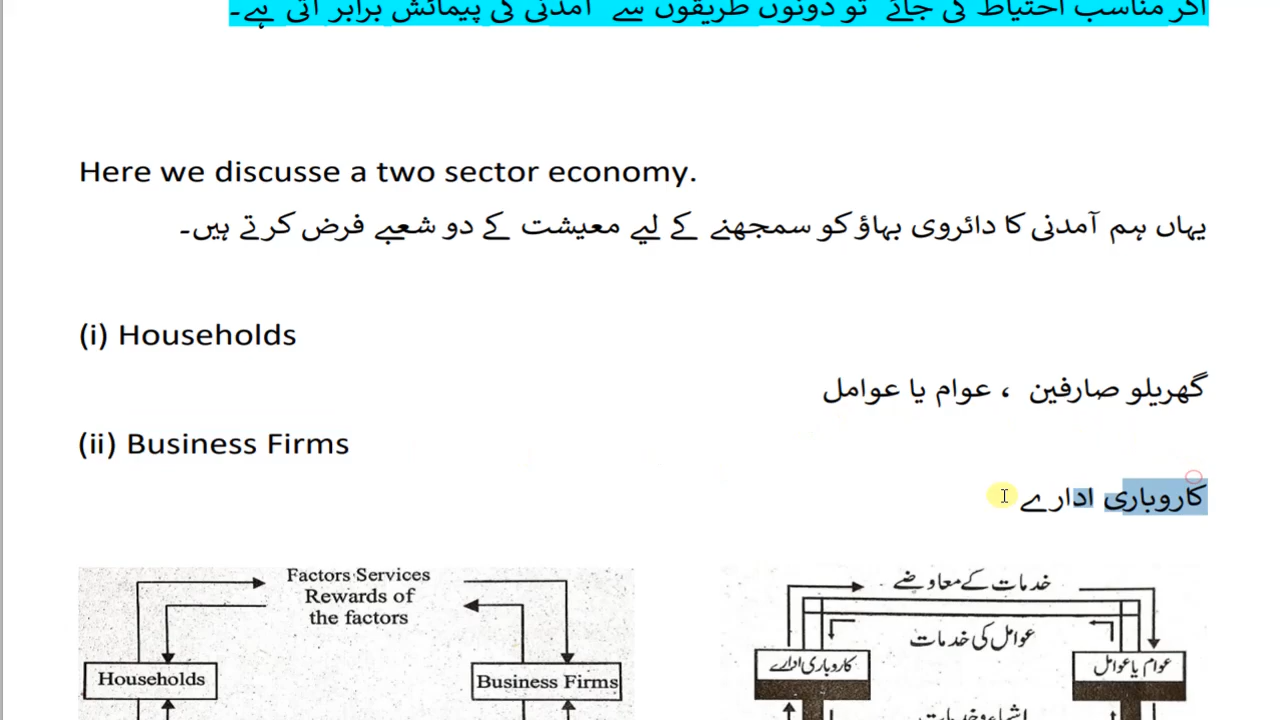 اگر مناسب احتیاط کی جائے تو دونوں طریقوں سے آمدنی کی پیمائش برابر آتی ہے۔
Here we discusse a two sector economy.
یہاں ہم آمدنی کا دائروی بہاؤ کو سمجھنے کے لیے معیشت کے دو شعبے فرض کرتے ہیں۔
(i) Households
گھریلو صارفین ، عوام یا عوامل
(ii) Business Firms
کاروباری ادارے
Factors Services
Rewards of
the factors
Households
Business Firms
خدمات کے معاوضے
عوامل کی خدمات
عوام یا عوامل
کاروباری ادارے
اشیاء و خدمات